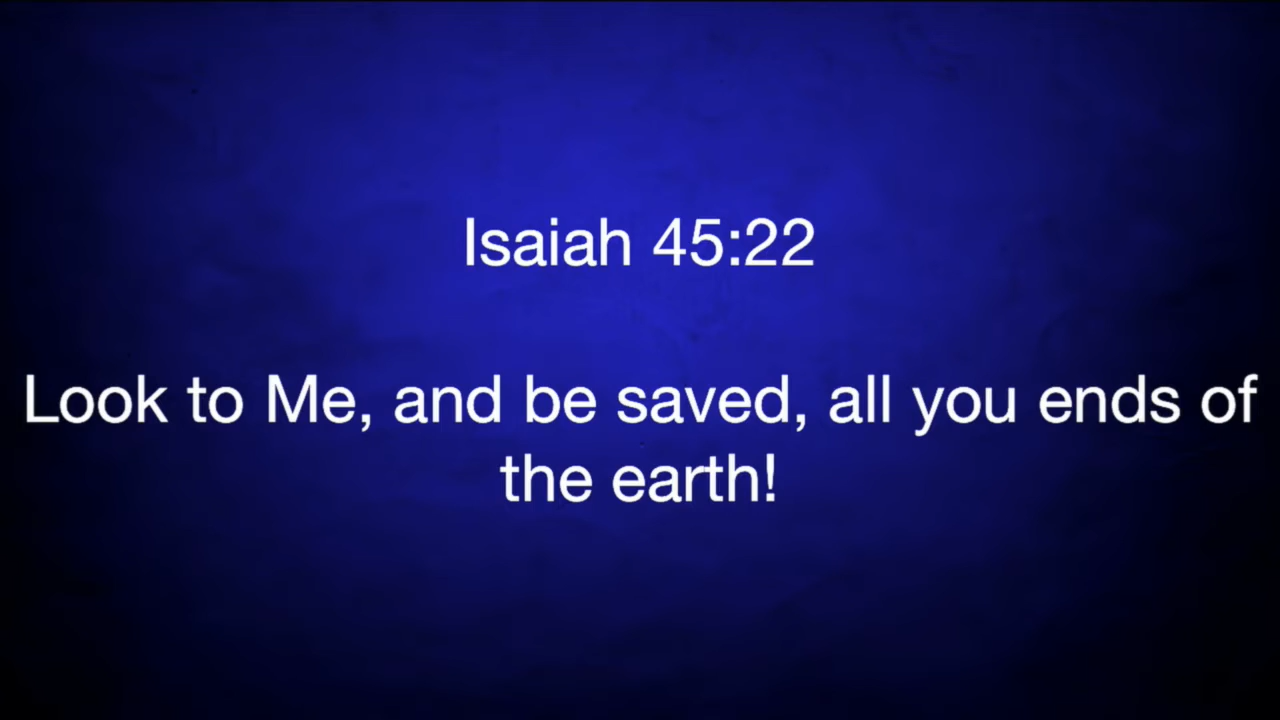 Isaiah 45:22
Look to Me, and be saved, all you ends of
the earth!